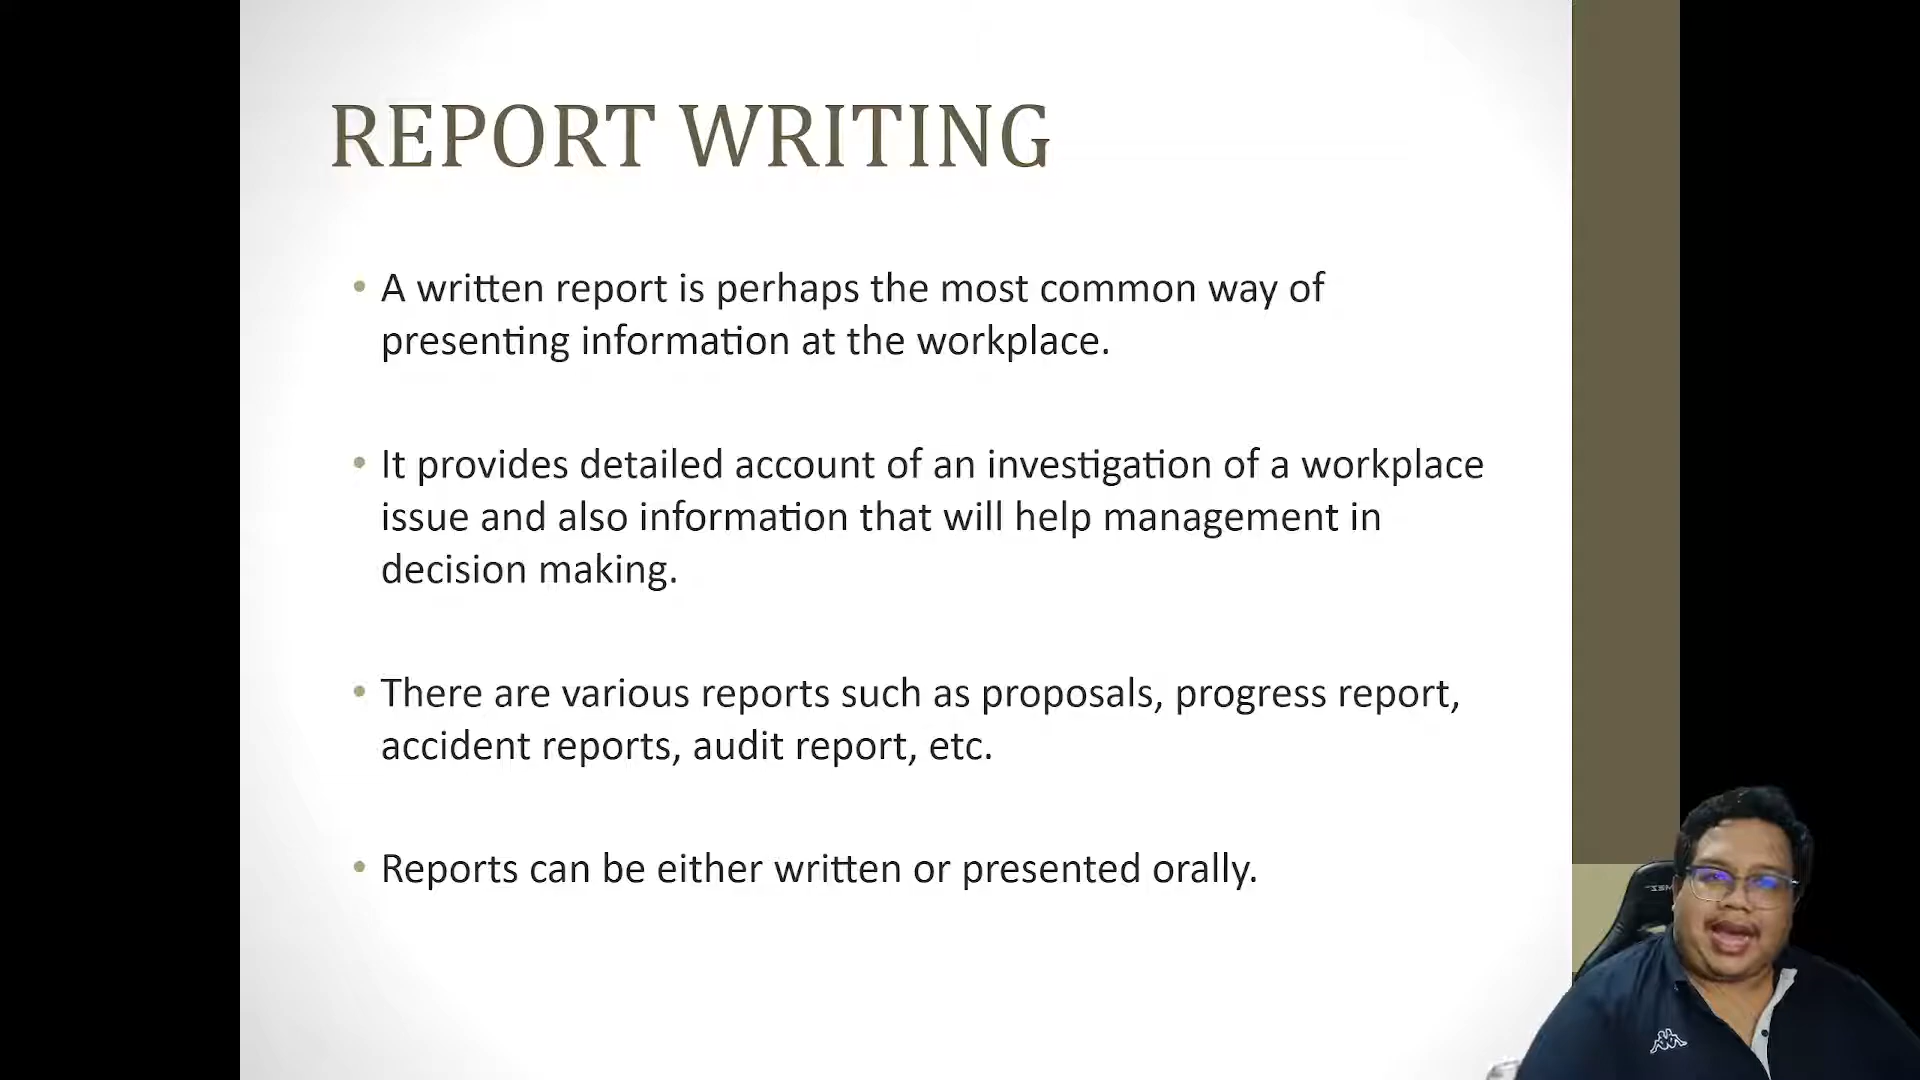 REPORT WRITING
• A written report is perhaps the most common way of
presenting information at the workplace.
• It provides detailed account of an investigation of a workplace
issue and also information that will help management in
decision making.
• There are various reports such as proposals, progress report,
accident reports, audit report, etc.
• Reports can be either written or presented orally.